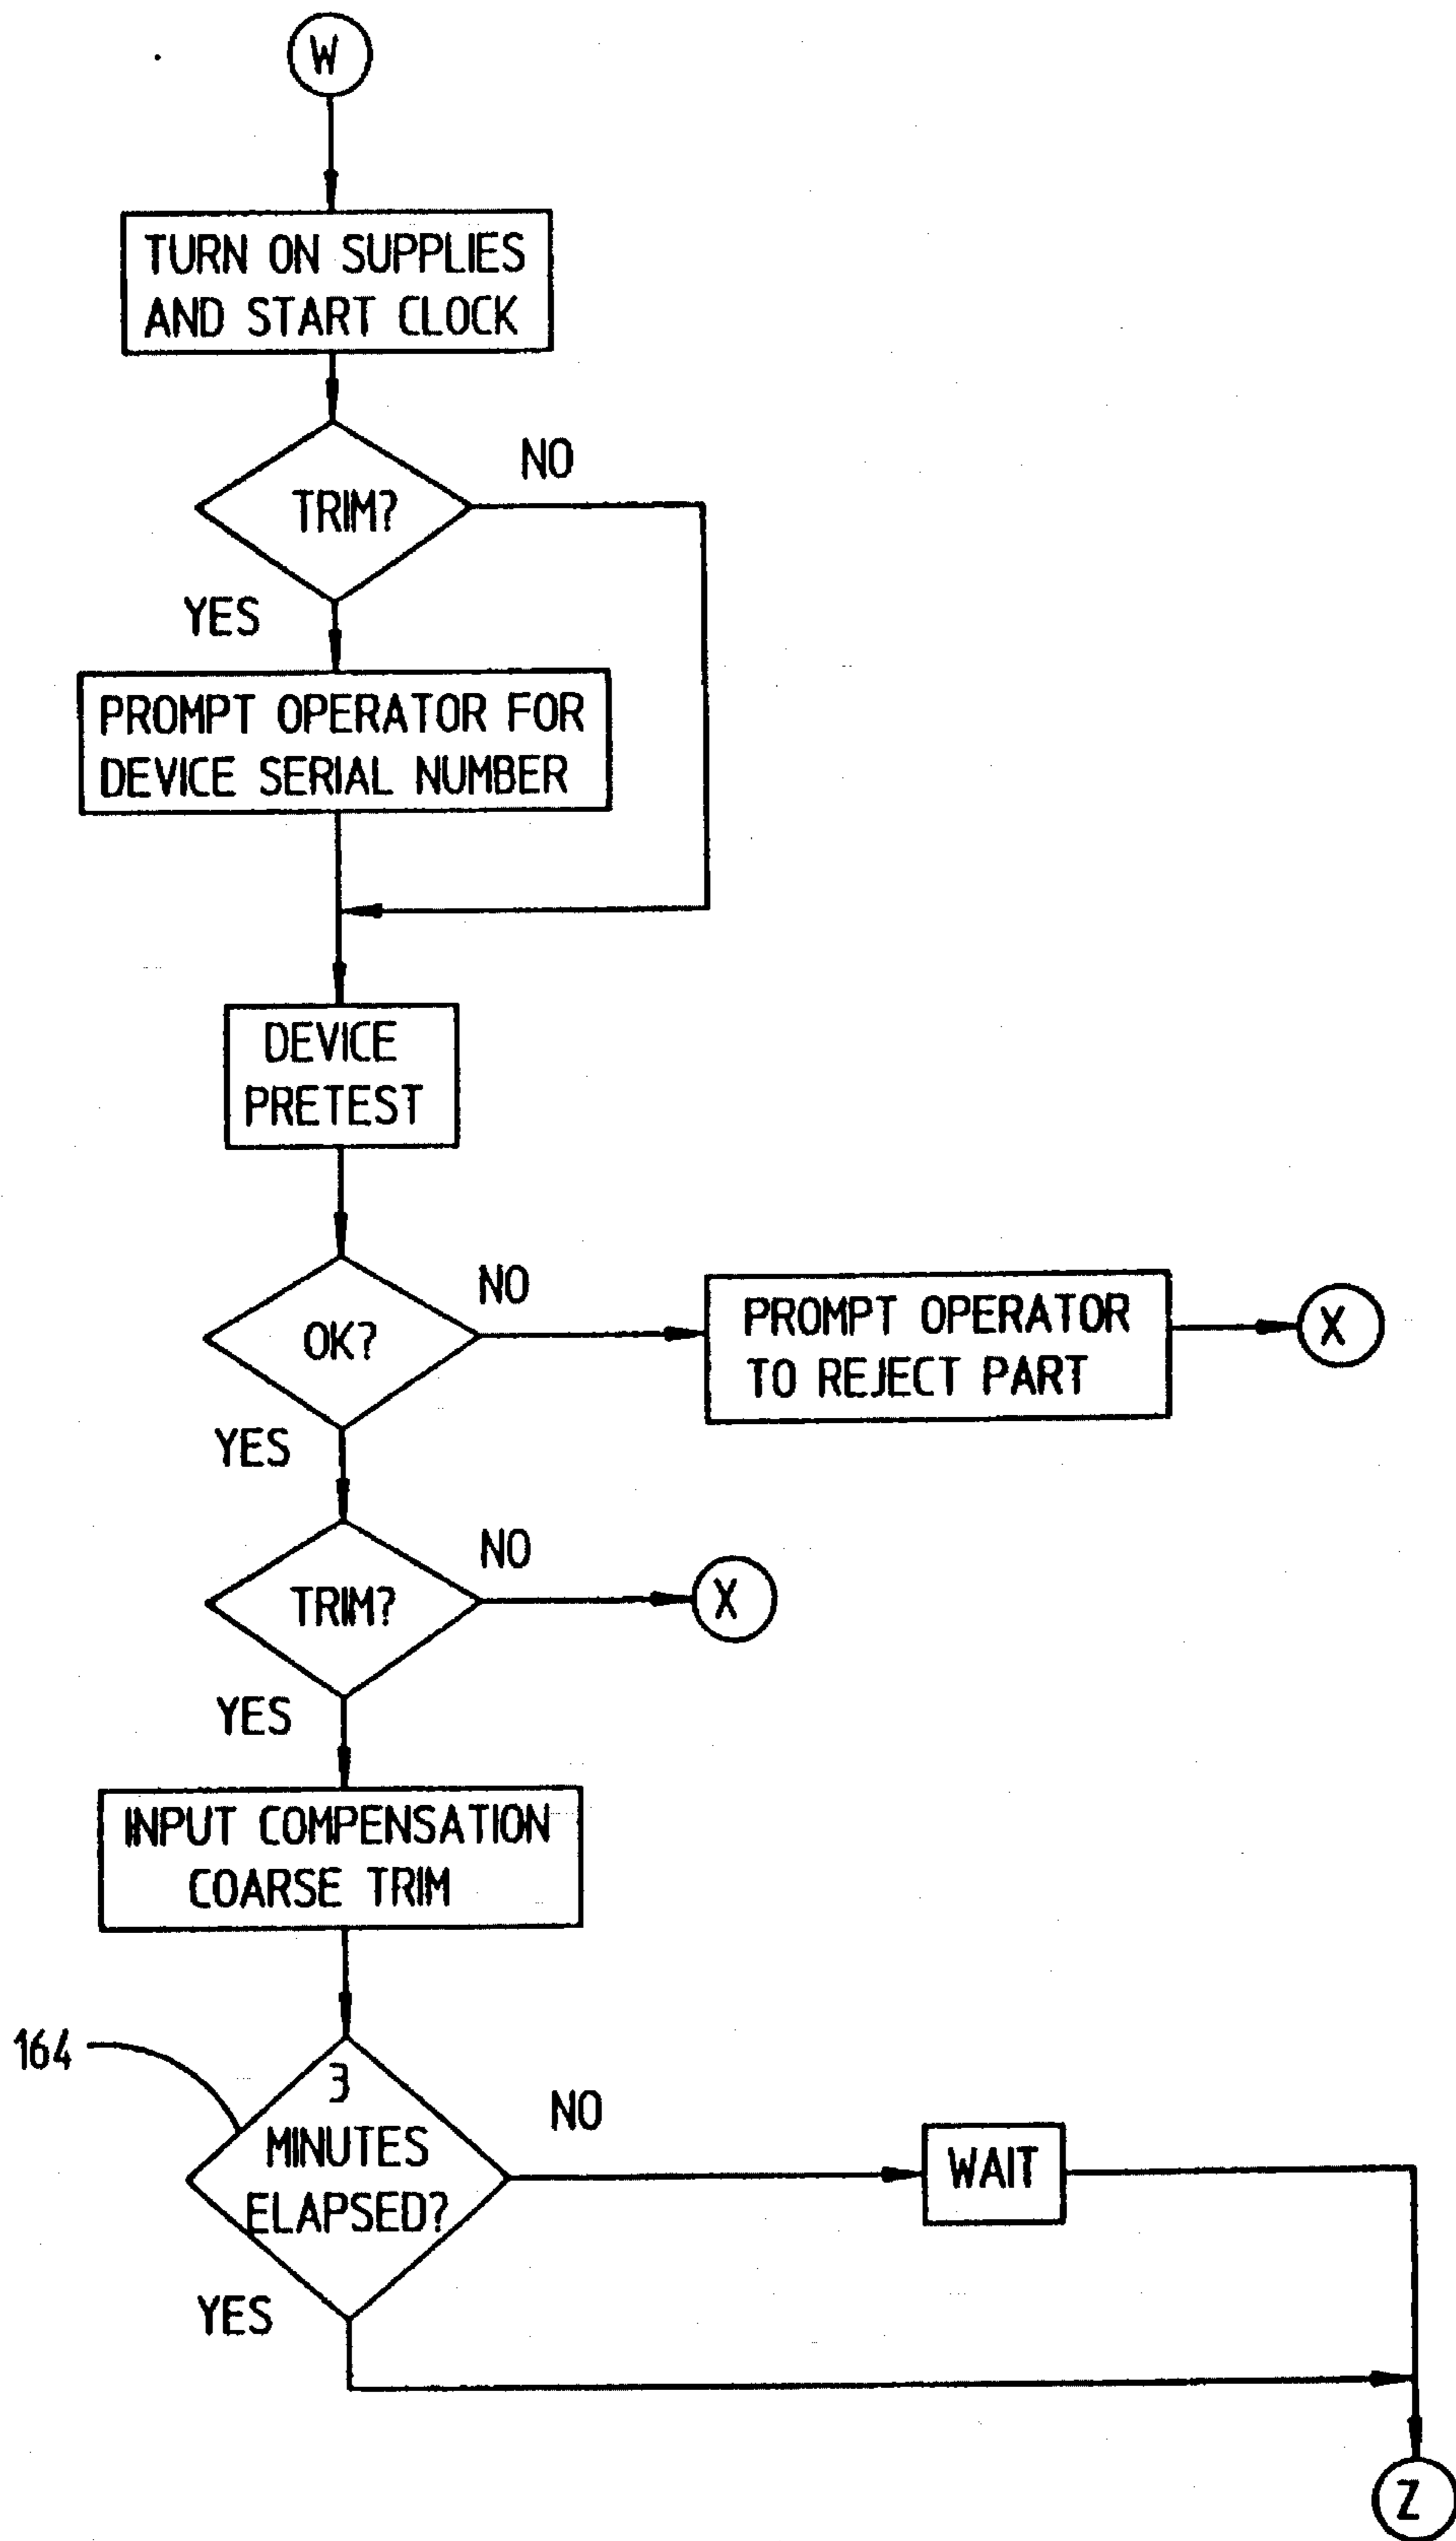 W
TURN ON SUPPLIES
AND START CLOCK
NO
TRIM?
YES
PROMPT OPERATOR FOR
DEVICE SERIAL NUMBER
DEVICE
PRETEST
NO
OK?
PROMPT OPERATOR
TO REJECT PART
X
YES
NO
TRIM?
X
YES
INPUT COMPENSATION
COARSE TRIM
164
3
MINUTES
ELAPSED?
NO
WAIT
YES
Z